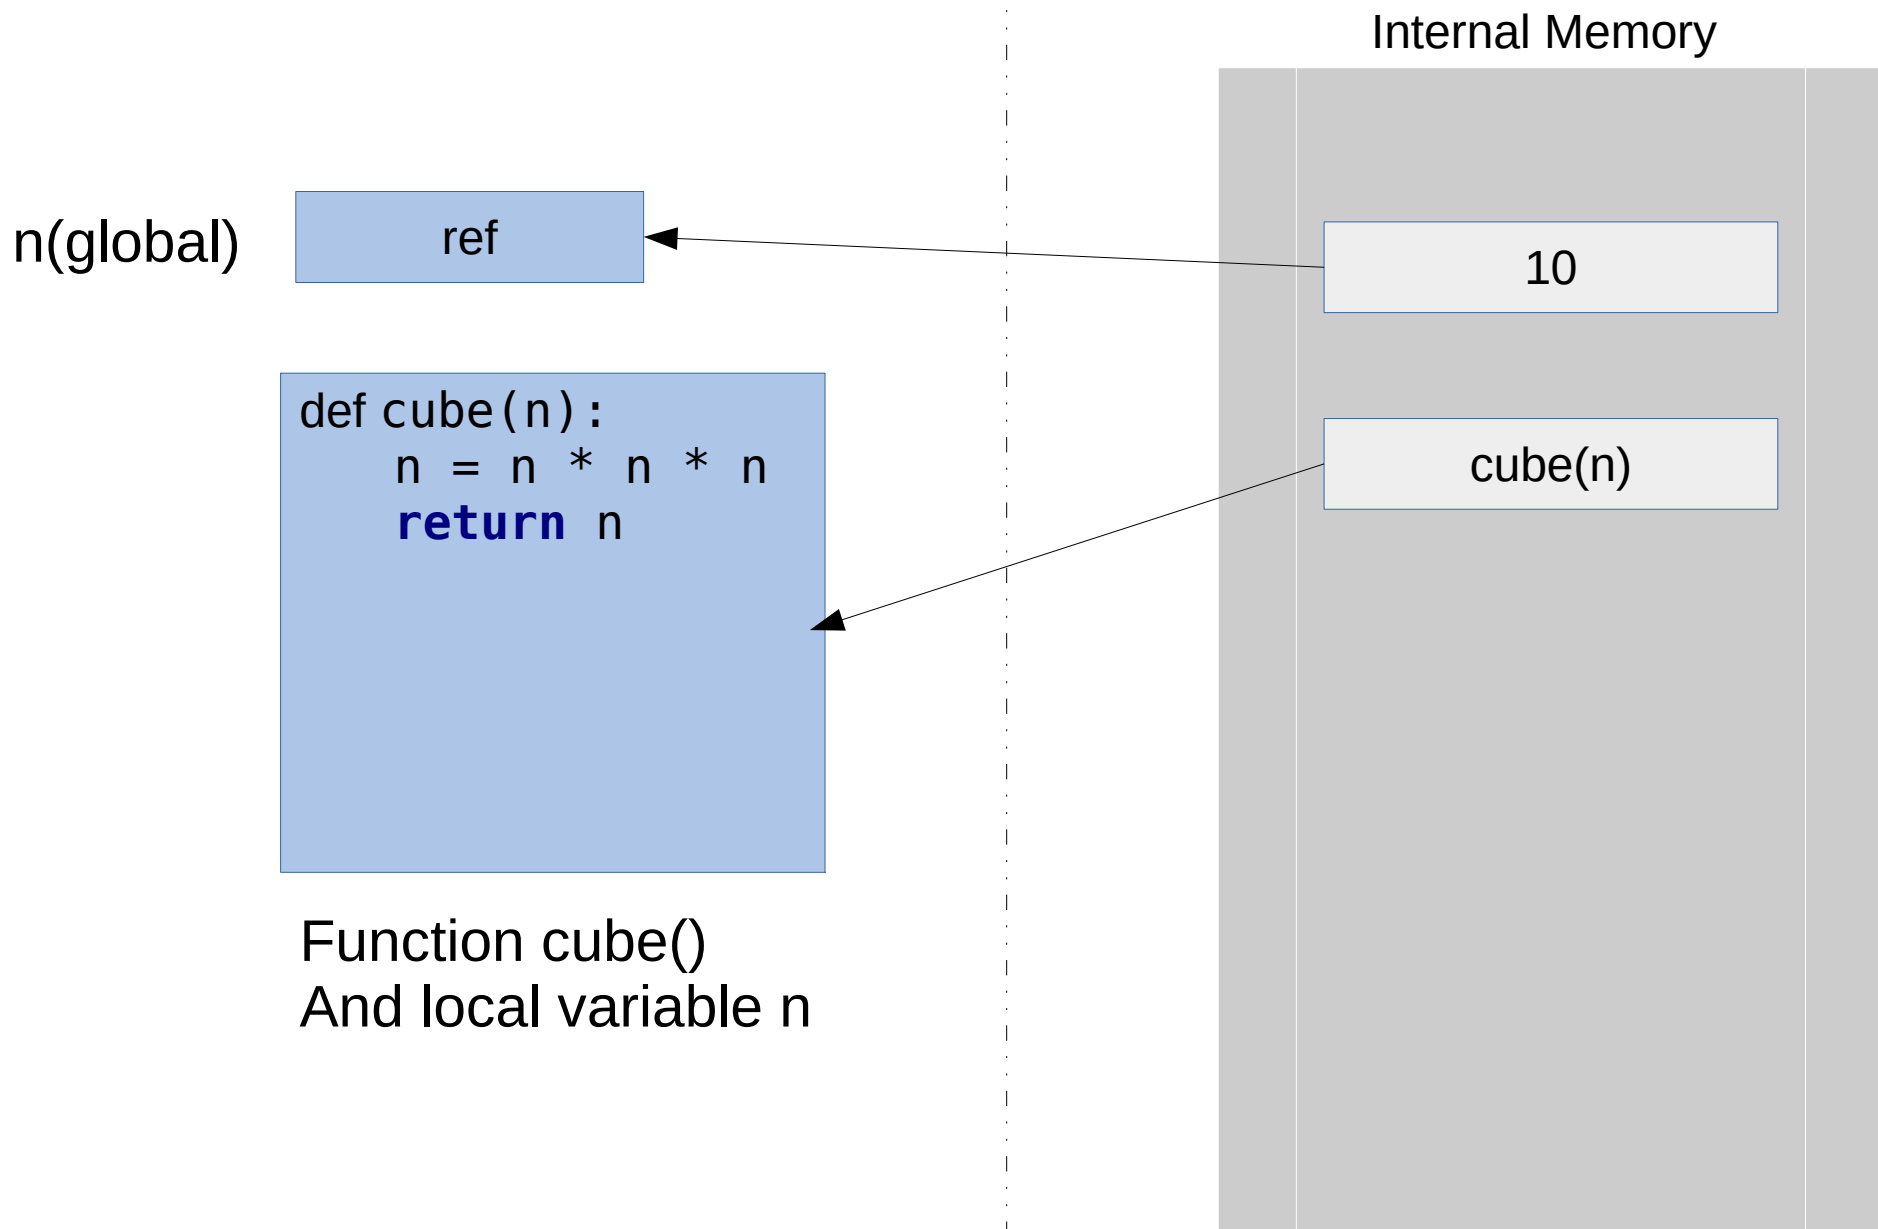 Internal Memory
n(global)
ref
10
def cube(n):
n = n * n * n
return n
cube(n)
Function cube()
And local variable n